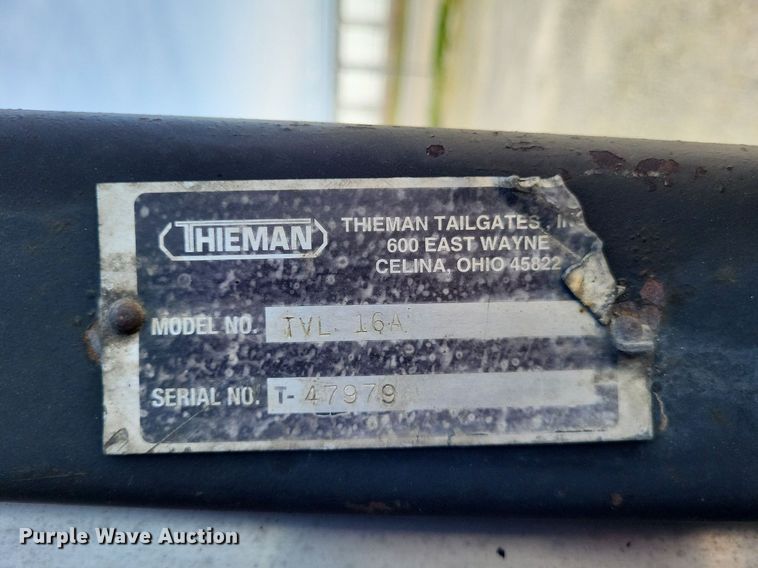 THIEMAN
THIEMAN TAILGATES, IN
600 EAST WAYNE
CELINA, OHIO 45822
MODEL NO. TVL 16A
SERIAL NO. T- 47979
Purple Wave Auction